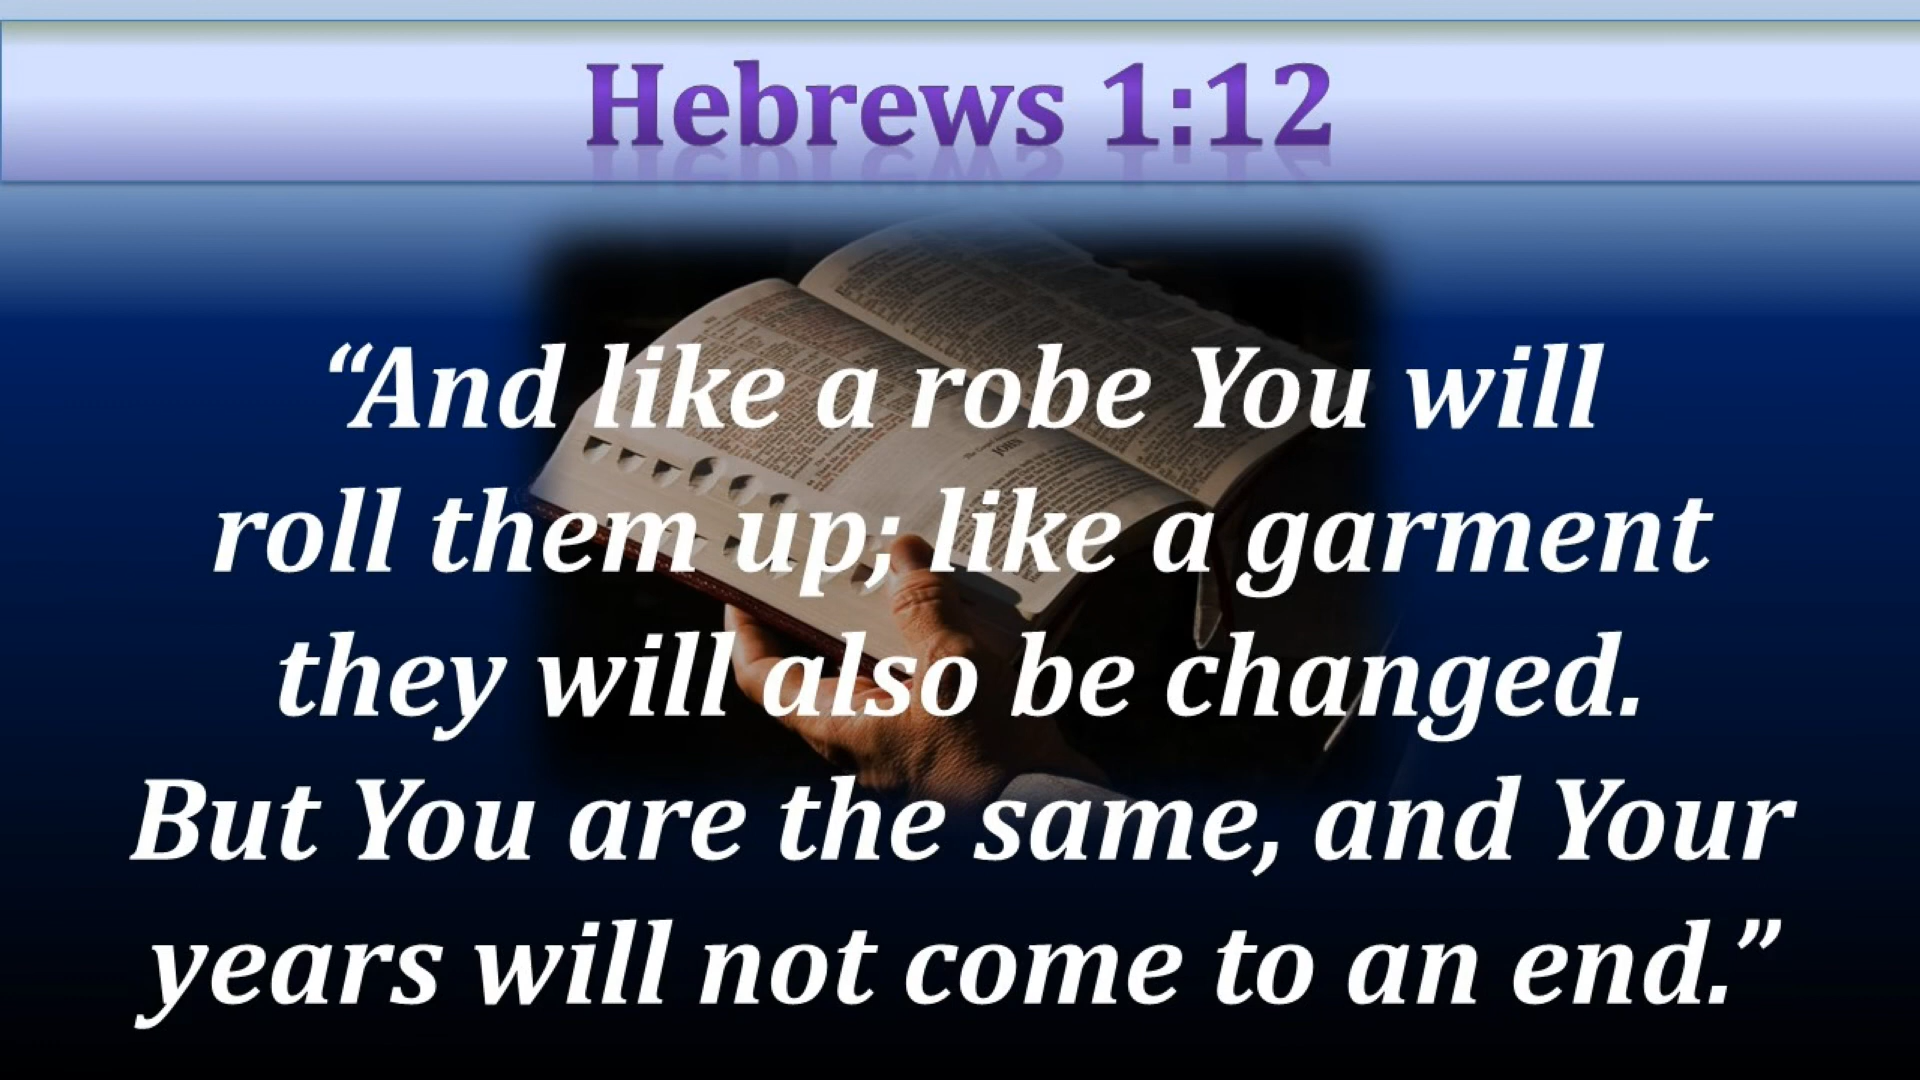 Hebrews 1:12
“And like a robe You will
roll them up; like a garment
they will also be changed.
But You are the same, and Your
years will not come to an end.”
JOHN